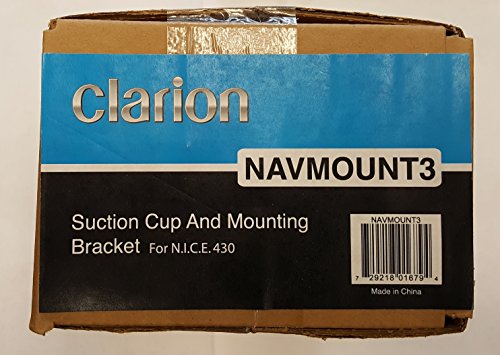 Clarion
NAVMOUNT3
Suction Cup And Mounting
Bracket For N.I.C.E. 430
NAVMOUNT3
7 29218 01679 4
Made in China